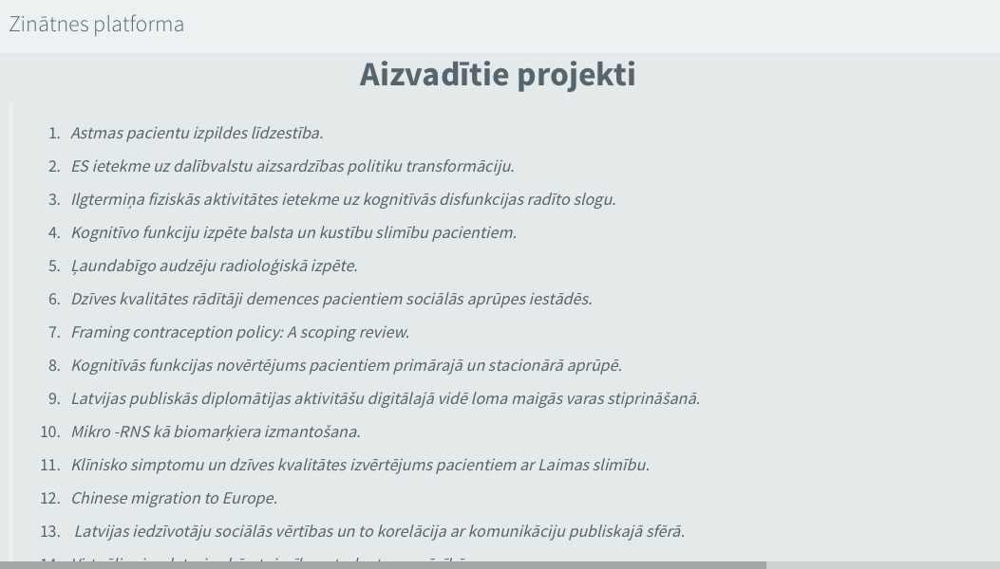 Zinātnes platforma
Aizvadītie projekti
1. Astmas pacientu izpildes līdzestība.
2. ES ietekme uz dalībvalstu aizsardzības politiku transformāciju.
3. Ilgtermiņa fiziskās aktivitātes ietekme uz kognitīvās disfunkcijas radīto slogu.
4. Kognitīvo funkciju izpēte balsta un kustību slimību pacientiem.
5. Ļaundabīgo audzēju radioloģiskā izpēte.
6. Dzīves kvalitātes rādītāji demences pacientiem sociālās aprūpes iestādēs.
7. Framing contraception policy: A scoping review.
8. Kognitīvās funkcijas novērtējums pacientiem primārajā un stacionārā aprūpē.
9. Latvijas publiskās diplomātijas aktivitāšu digitālajā vidē loma maigās varas stiprināšanā.
10. Mikro -RNS kā biomarķiera izmantošana.
11. Klīnisko simptomu un dzīves kvalitātes izvērtējums pacientiem ar Laimas slimību.
12. Chinese migration to Europe.
13. Latvijas iedzīvotāju sociālās vērtības un to korelācija ar komunikāciju publiskajā sfērā.